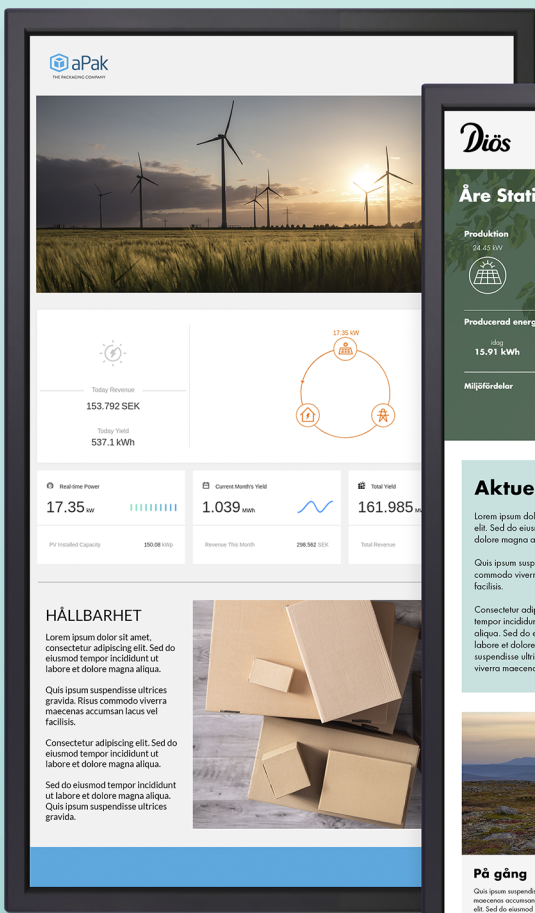 aPak
THE PACKAGING COMPANY
17.35 kW
Today Revenue
153.792 SEK
Today Yield
537.1 kWh
Real-time Power
17.35 kW
PV Installed Capacity
150.08 kWp
Current Month's Yield
1.039 MWh
Revenue This Month
298.562 SEK
Total Yield
161.985
Total Revenue
HÅLLBARHET
Lorem ipsum dolor sit amet,
consectetur adipiscing elit. Sed do
eiusmod tempor incididunt ut
labore et dolore magna aliqua.
Quis ipsum suspendisse ultrices
gravida. Risus commodo viverra
maecenas accumsan lacus vel
facilisis.
Consectetur adipiscing elit. Sed do
eiusmod tempor incididunt ut
labore et dolore magna aliqua.
Sed do eiusmod tempor incididunt
ut labore et dolore magna aliqua.
Quis ipsum suspendisse ultrices
gravida.
Diös
Åre Stati
Produktion
24.45 kW
Producerad energ
idag
15.91 kWh
Miljöfördelar
Aktue
Lorem ipsum dol
elit. Sed do eius
dolore magna a
Quis ipsum susp
commodo viverr
facilisis.
Consectetur adip
tempor incididun
aliqua. Sed do e
labore et dolore
suspendisse ultri
viverra maecena
På gång
Quis ipsum suspendis
maecenas accumsan
elit. Sed do eiusmod